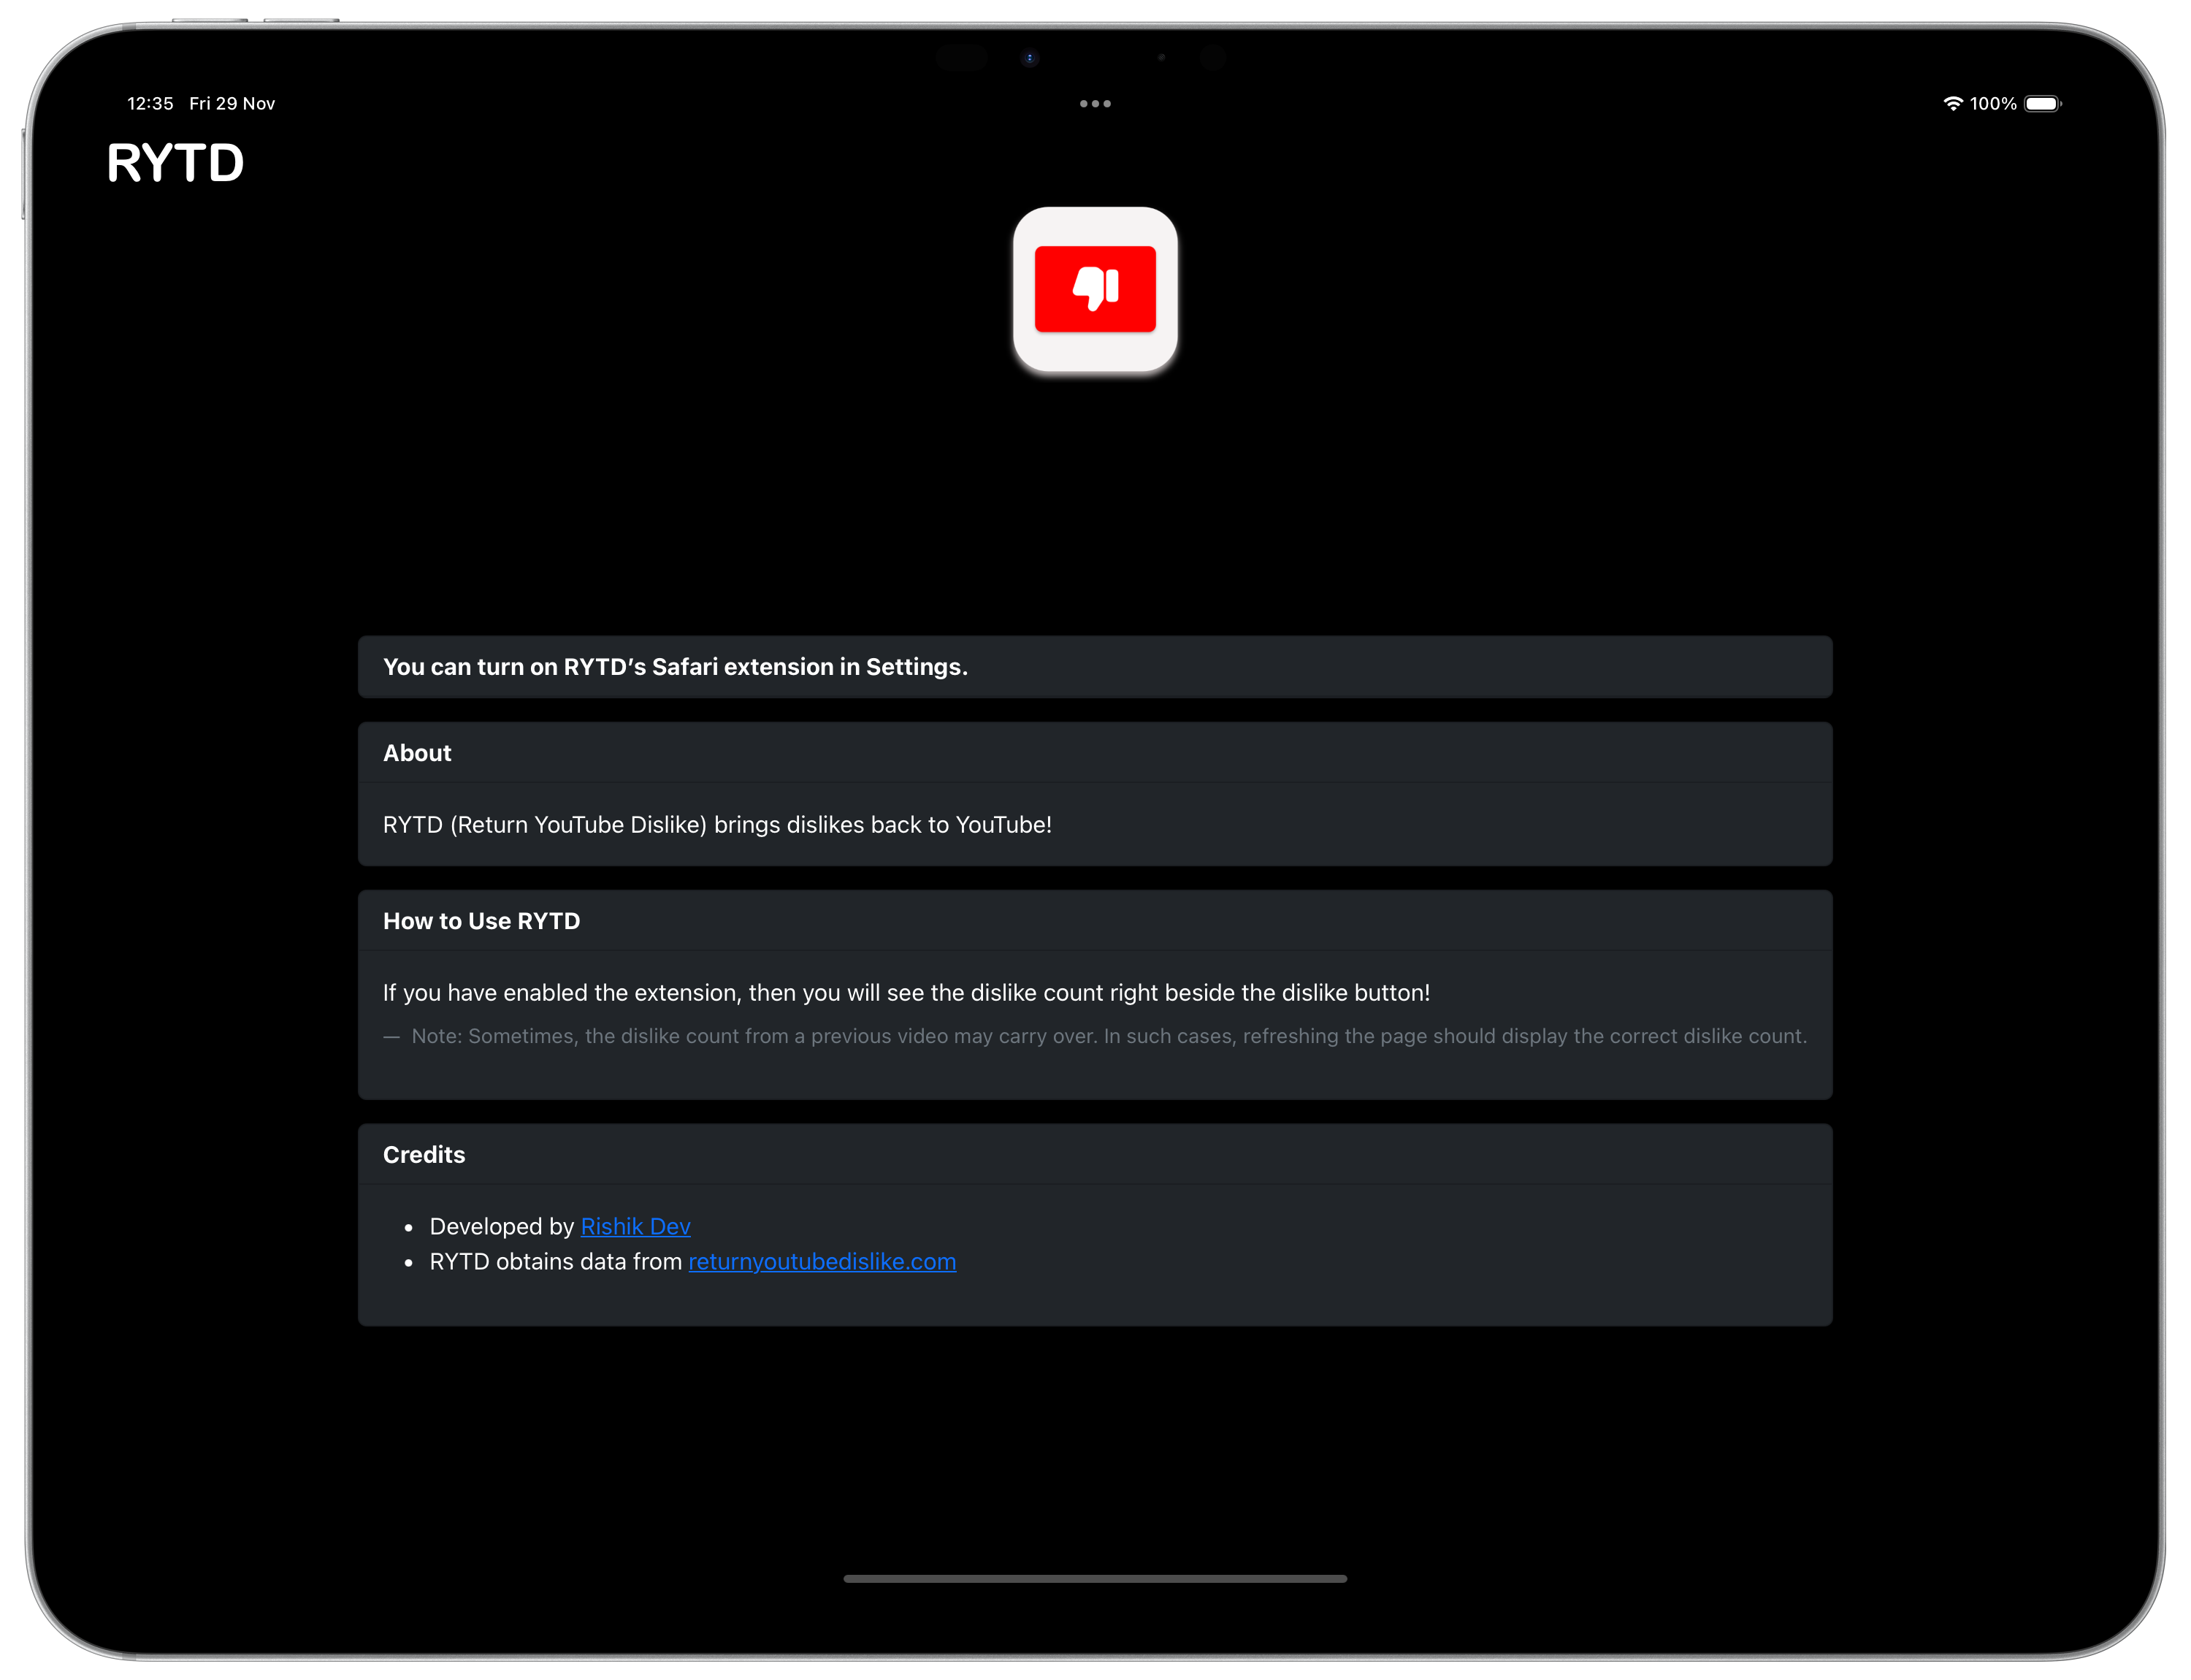 12:35 Fri 29 Nov
100%
RYTD
You can turn on RYTD’s Safari extension in Settings.
About
RYTD (Return YouTube Dislike) brings dislikes back to YouTube!
How to Use RYTD
If you have enabled the extension, then you will see the dislike count right beside the dislike button!
— Note: Sometimes, the dislike count from a previous video may carry over. In such cases, refreshing the page should display the correct dislike count.
Credits
• Developed by Rishik Dev
• RYTD obtains data from returnyoutubedislike.com